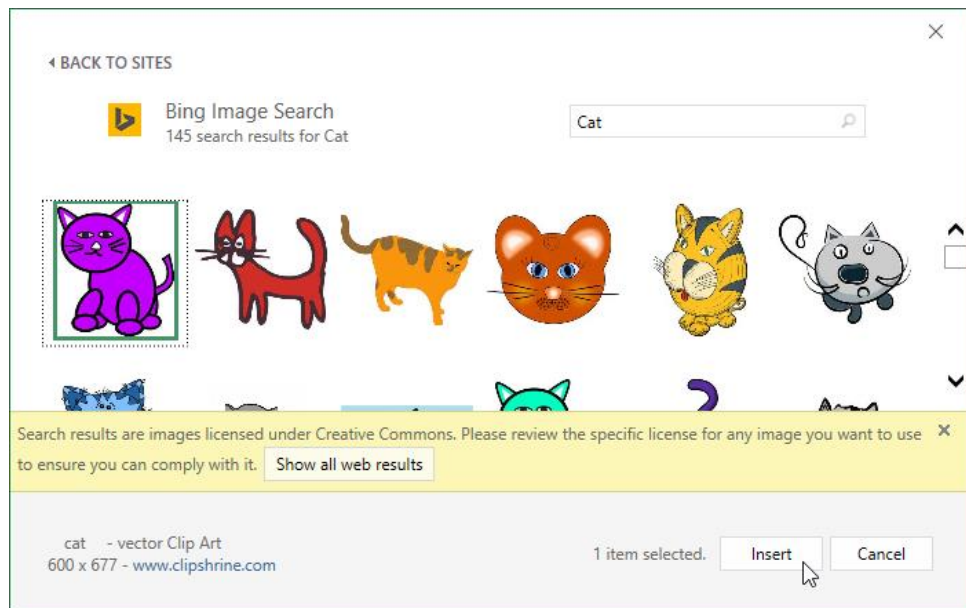 BACK TO SITES
Bing Image Search
145 search results for Cat
Cat
Search results are images licensed under Creative Commons. Please review the specific license for any image you want to use
to ensure you can comply with it. Show all web results
cat - vector Clip Art
600 x 677 - www.clipshrine.com
1 item selected. Insert Cancel